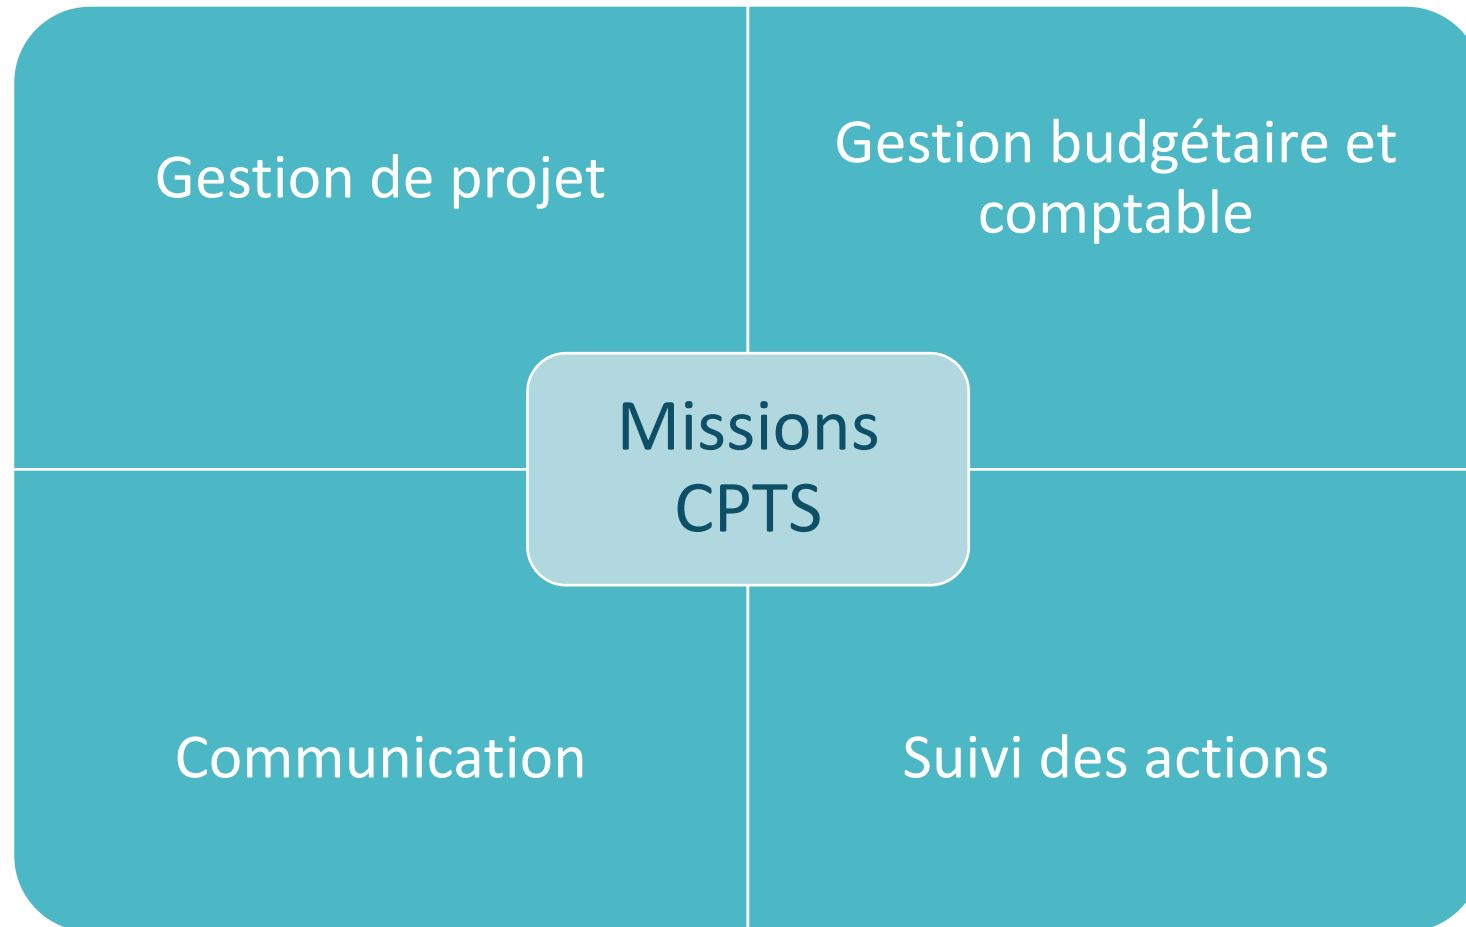 Gestion de projet
Gestion budgétaire et
comptable
Missions
CPTS
Communication
Suivi des actions